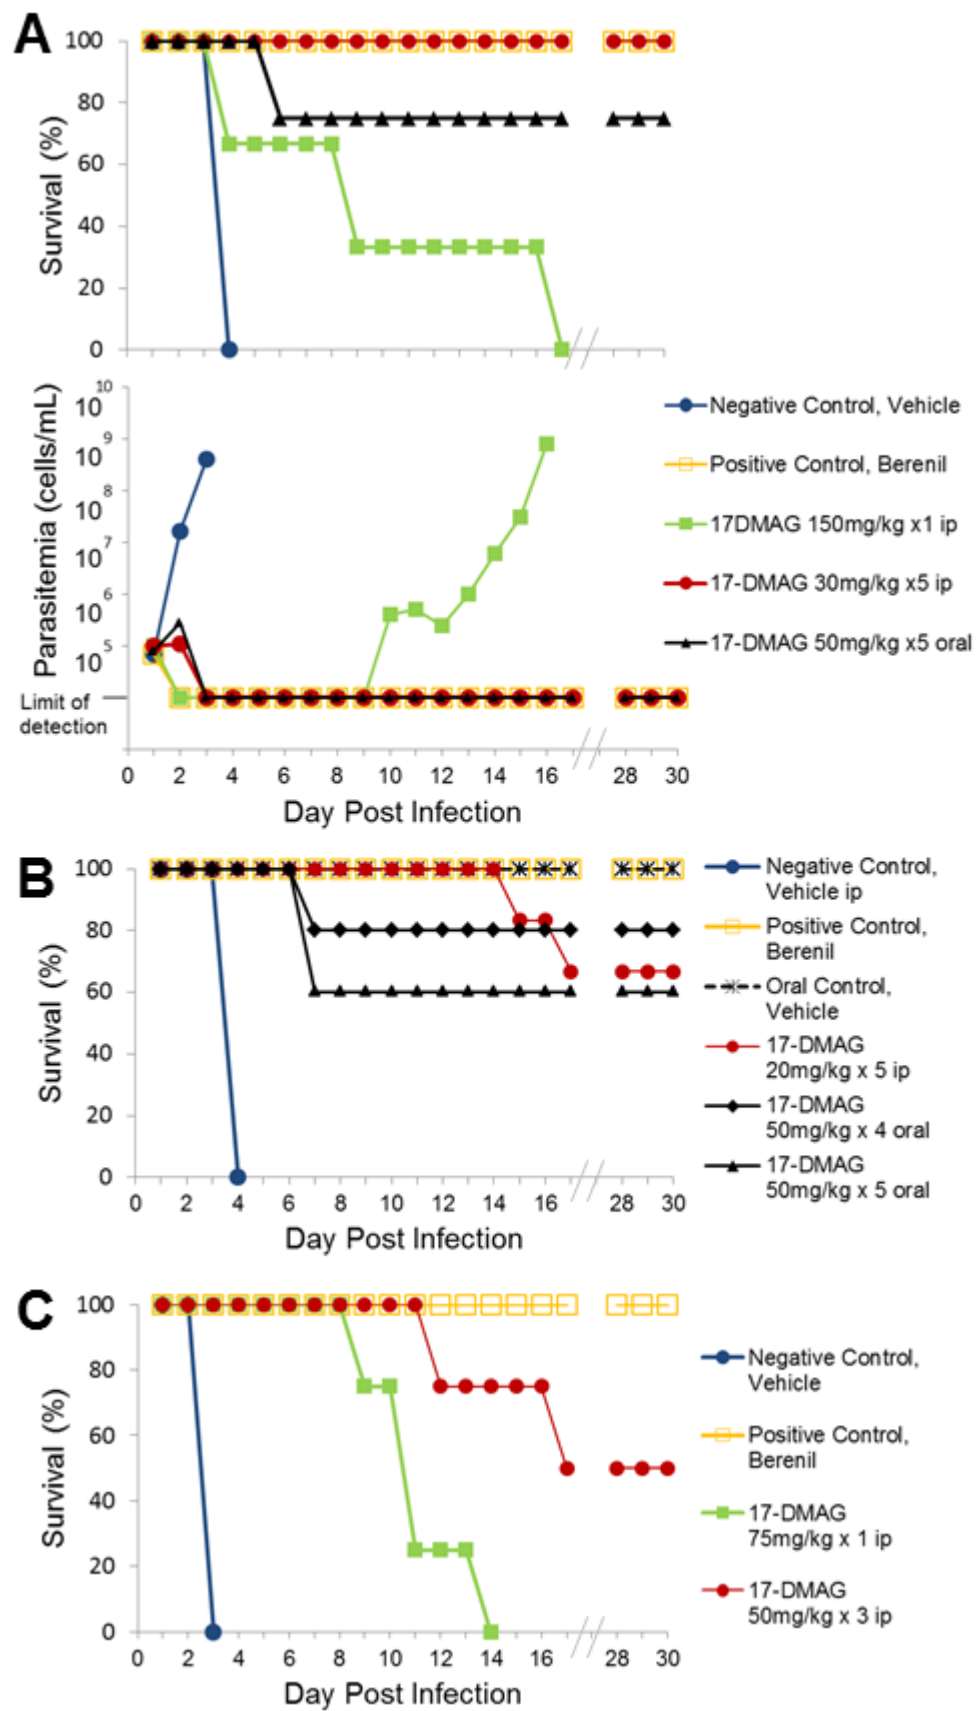 A
100
80
60
40
20
0
Survival (%)
10 10
10 9
10 8
10 7
10 6
10 5
Parasitemia (cells/mL)
Limit of
detection
0 2 4 6 8 10 12 14 16 28 30
Day Post Infection
Negative Control, Vehicle
Positive Control, Berenil
17DMAG 150mg/kg x1 ip
17-DMAG 30mg/kg x5 ip
17-DMAG 50mg/kg x5 oral
B
100
80
60
40
20
0
Survival (%)
0 2 4 6 8 10 12 14 16 28 30
Day Post Infection
Negative Control,
Vehicle ip
Positive Control,
Berenil
Oral Control,
Vehicle
17-DMAG
20mg/kg x 5 ip
17-DMAG
50mg/kg x 4 oral
17-DMAG
50mg/kg x 5 oral
C
100
80
60
40
20
0
Survival (%)
0 2 4 6 8 10 12 14 16 28 30
Day Post Infection
Negative Control,
Vehicle
Positive Control,
Berenil
17-DMAG
75mg/kg x 1 ip
17-DMAG
50mg/kg x 3 ip